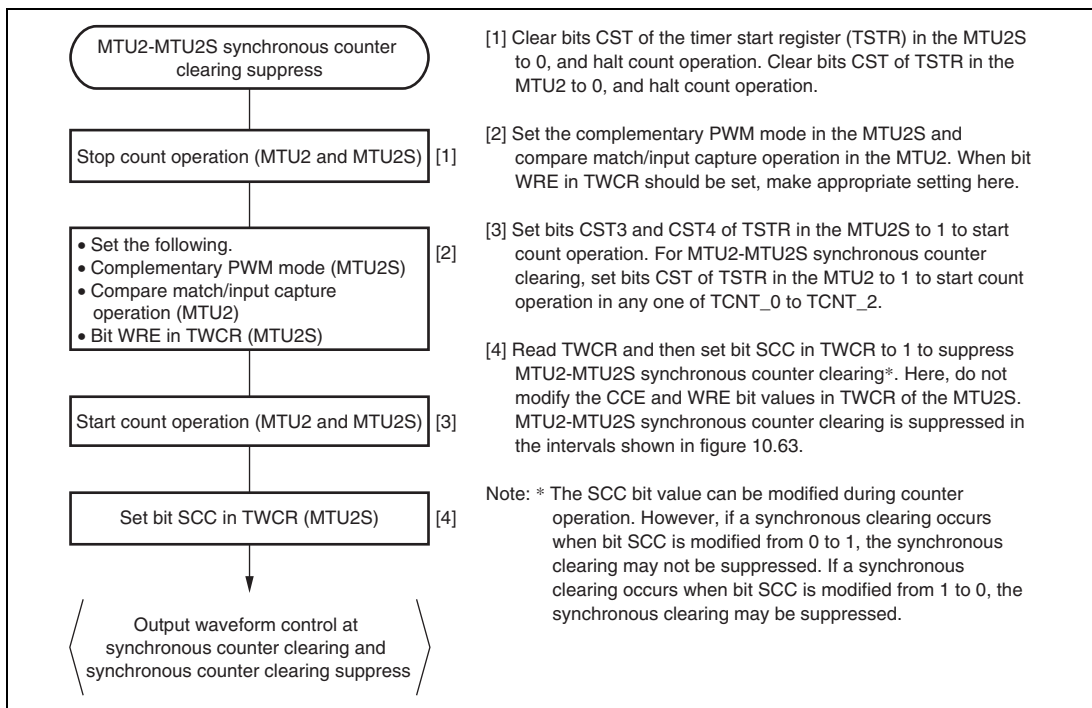 MTU2-MTU2S synchronous counter
clearing suppress
Stop count operation (MTU2 and MTU2S)
[1]
• Set the following.
• Complementary PWM mode (MTU2S)
• Compare match/input capture
operation (MTU2)
• Bit WRE in TWCR (MTU2S)
[2]
Start count operation (MTU2 and MTU2S)
[3]
Set bit SCC in TWCR (MTU2S)
[4]
Output waveform control at
synchronous counter clearing and
synchronous counter clearing suppress
[1] Clear bits CST of the timer start register (TSTR) in the MTU2S
to 0, and halt count operation. Clear bits CST of TSTR in the
MTU2 to 0, and halt count operation.
[2] Set the complementary PWM mode in the MTU2S and
compare match/input capture operation in the MTU2. When bit
WRE in TWCR should be set, make appropriate setting here.
[3] Set bits CST3 and CST4 of TSTR in the MTU2S to 1 to start
count operation. For MTU2-MTU2S synchronous counter
clearing, set bits CST of TSTR in the MTU2 to 1 to start count
operation in any one of TCNT_0 to TCNT_2.
[4] Read TWCR and then set bit SCC in TWCR to 1 to suppress
MTU2-MTU2S synchronous counter clearing*. Here, do not
modify the CCE and WRE bit values in TWCR of the MTU2S.
MTU2-MTU2S synchronous counter clearing is suppressed in
the intervals shown in figure 10.63.
Note: * The SCC bit value can be modified during counter
operation. However, if a synchronous clearing occurs
when bit SCC is modified from 0 to 1, the synchronous
clearing may not be suppressed. If a synchronous
clearing occurs when bit SCC is modified from 1 to 0, the
synchronous clearing may be suppressed.